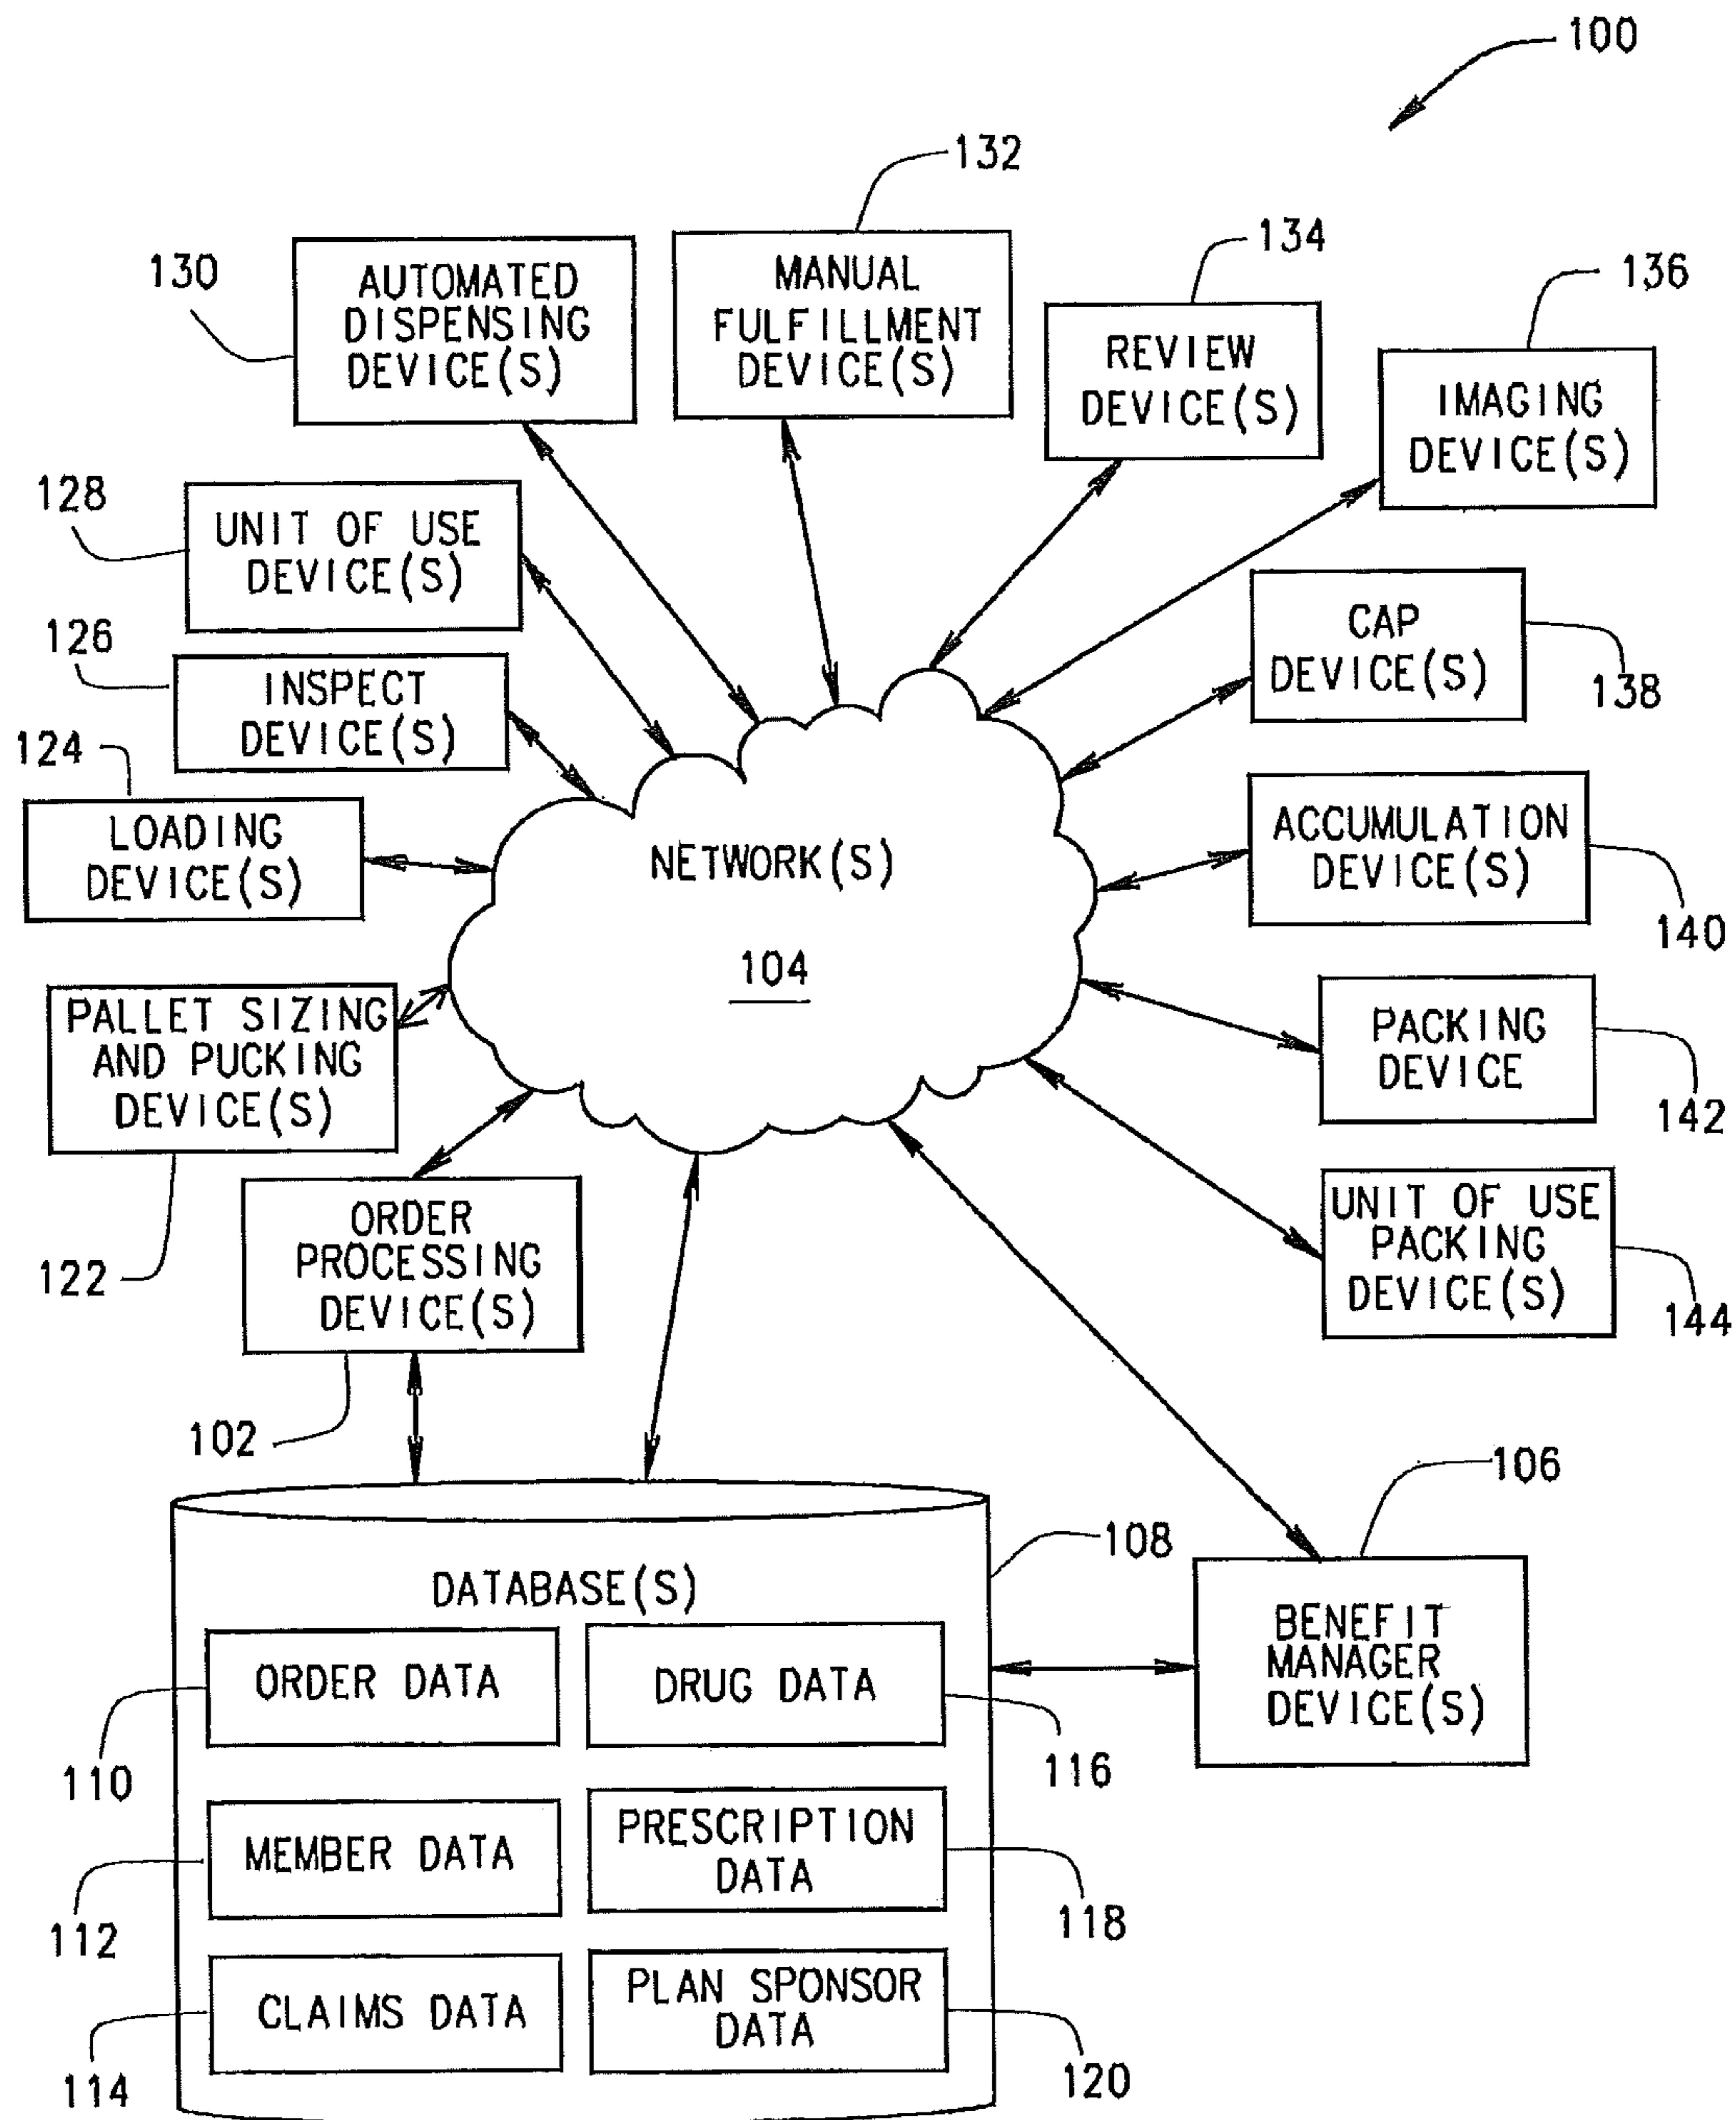 100
132
130
AUTOMATED
DISPENSING
DEVICE(S)
MANUAL
FULFILLMENT
DEVICE(S)
134
REVIEW
DEVICE(S)
136
IMAGING
DEVICE(S)
128
UNIT OF USE
DEVICE(S)
CAP
DEVICE(S)
138
126
INSPECT
DEVICE(S)
124
LOADING
DEVICE(S)
NETWORK(S)
104
ACCUMULATION
DEVICE(S)
140
PALLET SIZING
AND PUCKING
DEVICE(S)
122
PACKING
DEVICE
142
ORDER
PROCESSING
DEVICE(S)
102
UNIT OF USE
PACKING
DEVICE(S)
144
106
108
BENEFIT
MANAGER
DEVICE(S)
DATABASE(S)
ORDER DATA
110
DRUG DATA
116
MEMBER DATA
112
PRESCRIPTION
DATA
118
CLAIMS DATA
114
PLAN SPONSOR
DATA
120